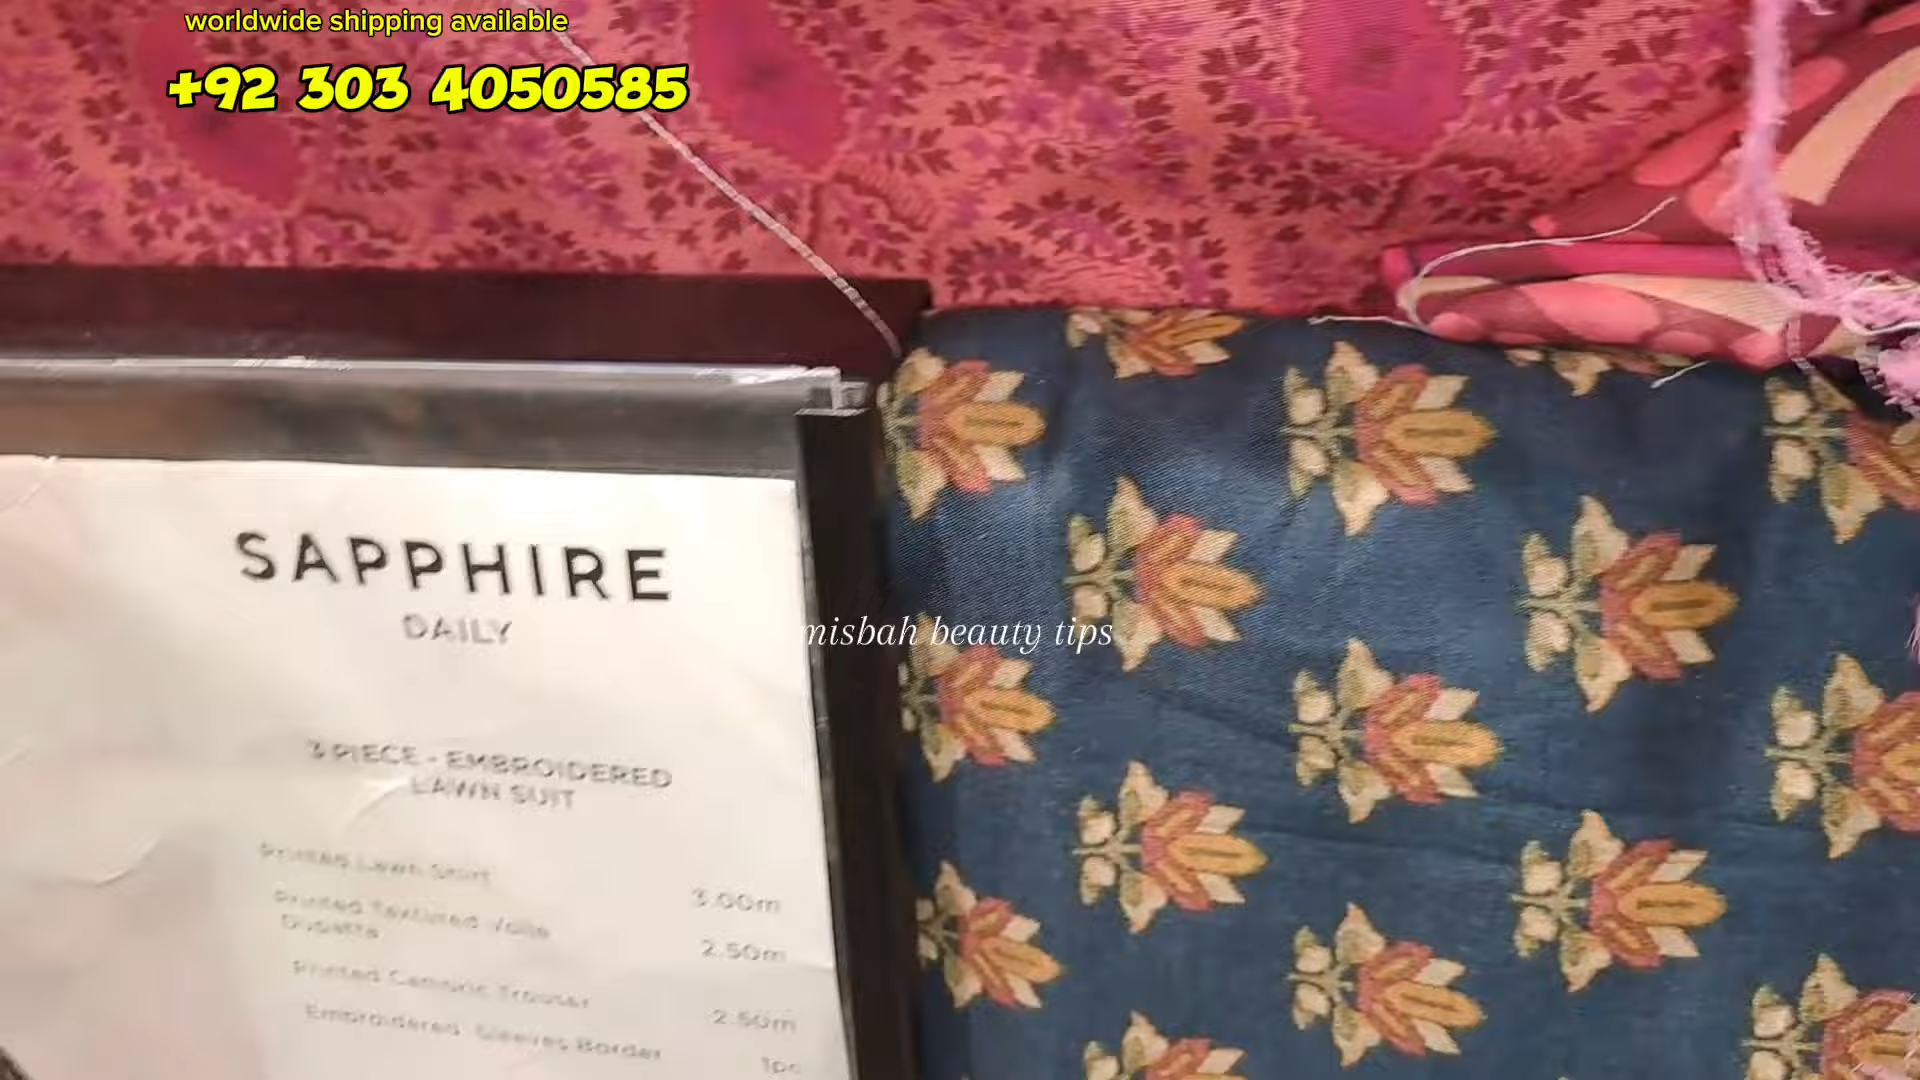 worldwide shipping available
+92 303 4050585
SAPPHIRE
DAILY
misbah beauty tips
3 PIECE - EMBROIDERED
LAWN SUIT
Printed Lawn Shirt
3.00m
Printed Textured Voile
Dupatta
2.50m
Printed Cambric Trouser
2.50m
Embroidered Sleeves Border
1pc